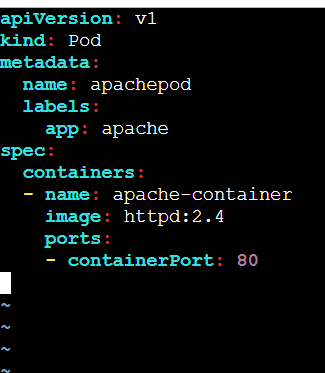 apiVersion: v1
kind: Pod
metadata:
  name: apachepod
  labels:
    app: apache
spec:
  containers:
  - name: apache-container
    image: httpd:2.4
    ports:
    - containerPort: 80
~
~
~
~